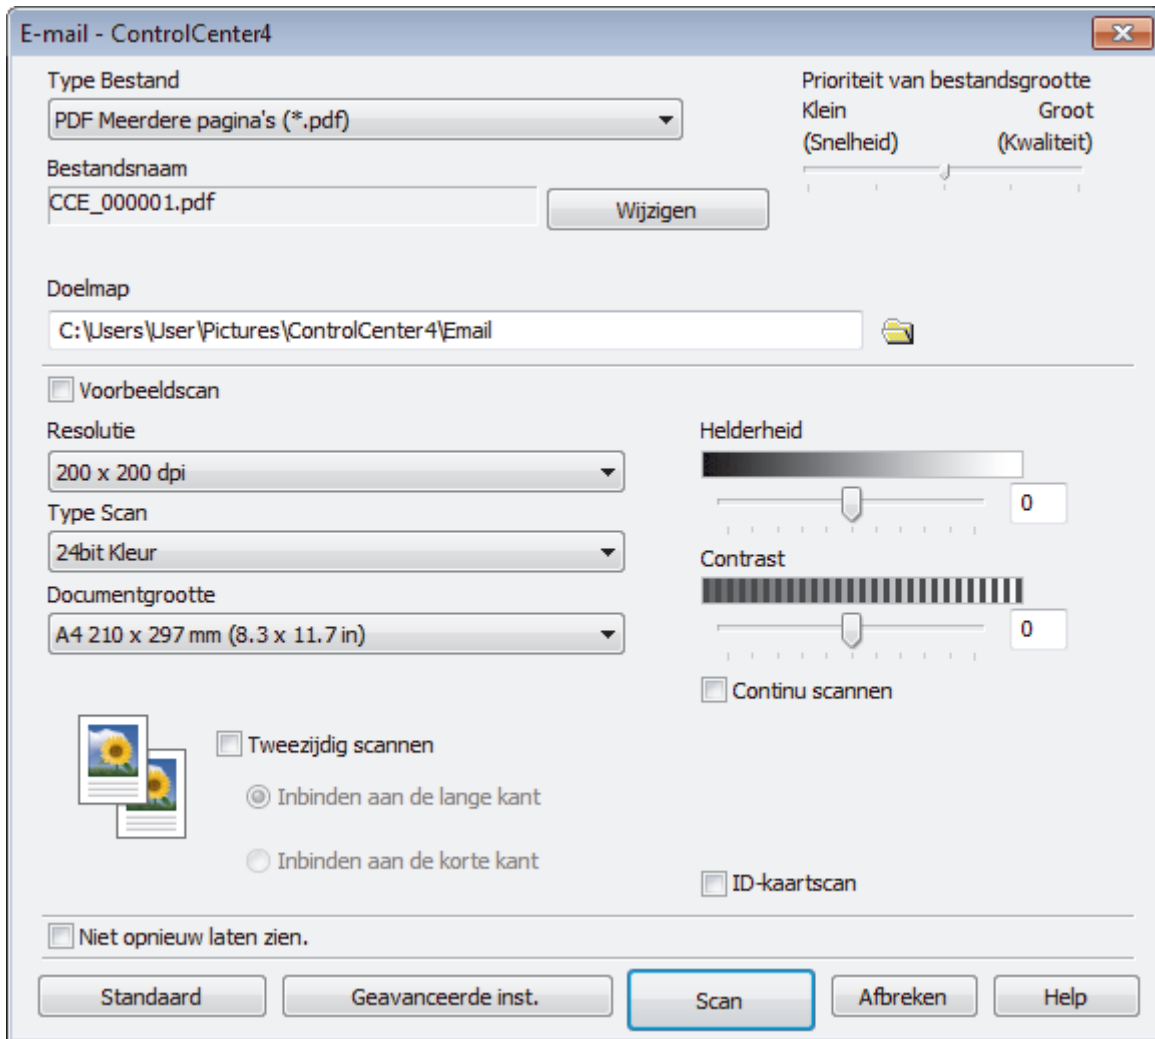 E-mail - ControlCenter4
Type Bestand
PDF Meerdere pagina's (*.pdf)
Prioriteit van bestandsgrootte
Klein Groot
(Snelheid) (Kwaliteit)
Bestandsnaam
CCE_000001.pdf
Wijzigen
Doelmap
C:\Users\User\Pictures\ControlCenter4\Email
Voorbeeldscan
Resolutie
200 x 200 dpi
Type Scan
24bit Kleur
Documentgrootte
A4 210 x 297 mm (8.3 x 11.7 in)
Helderheid
0
Contrast
0
Continu scannen
Tweezijdig scannen
Inbinden aan de lange kant
Inbinden aan de korte kant
ID-kaartscan
Niet opnieuw laten zien.
Standaard Geavanceerde inst. Scan Afbreken Help